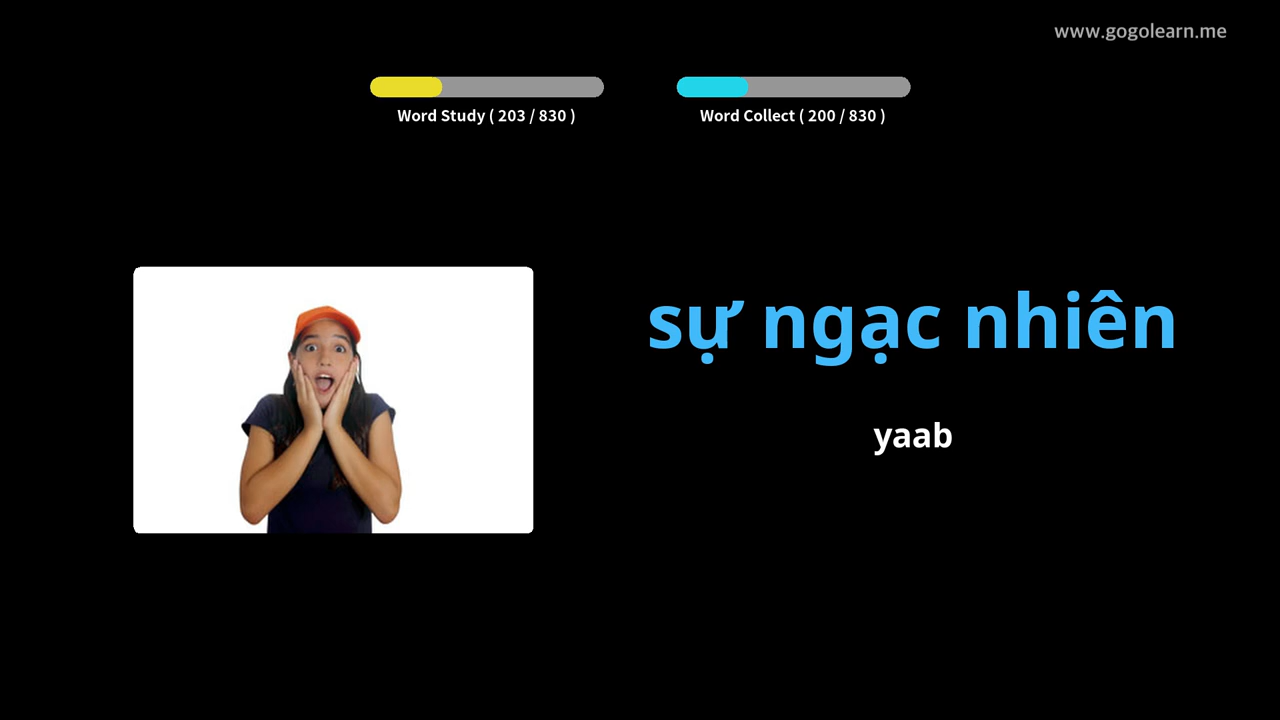 www.gogolearn.me
Word Study ( 203 / 830 )
Word Collect ( 200 / 830 )
sự ngạc nhiên
yaab